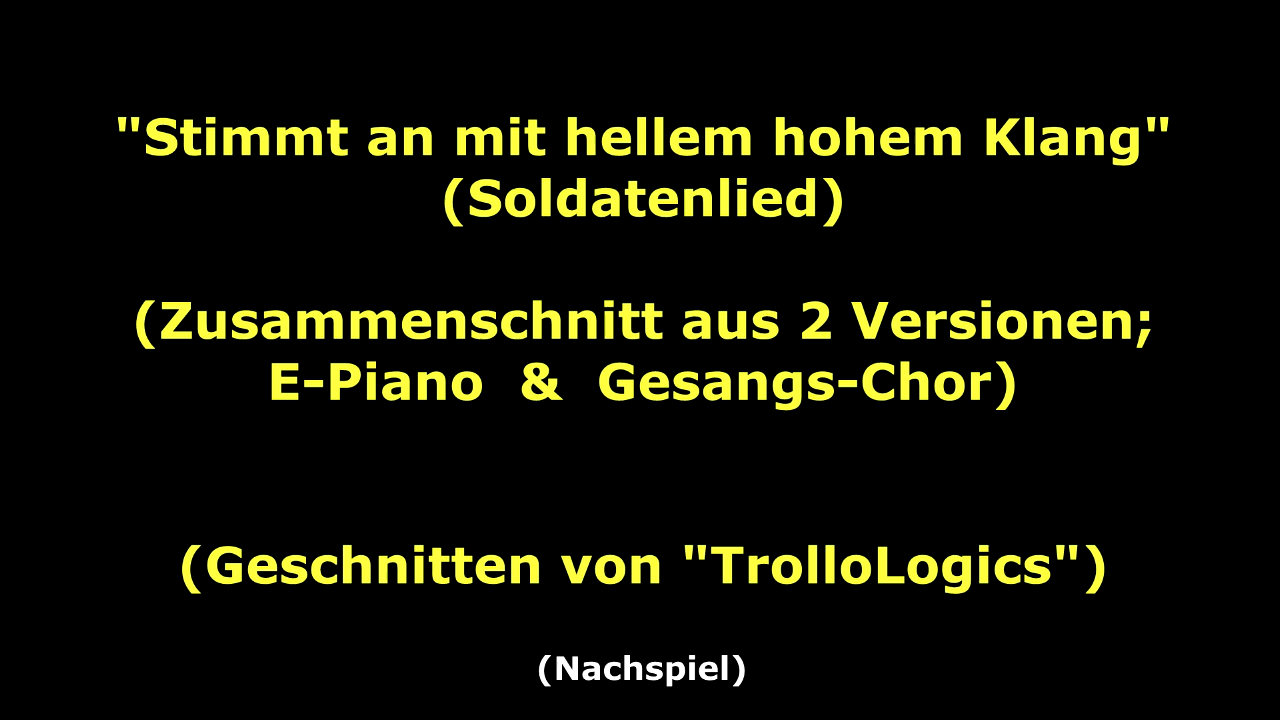 "Stimmt an mit hellem hohem Klang"
(Soldatenlied)
(Zusammenschnitt aus 2 Versionen;
E-Piano & Gesangs-Chor)
(Geschnitten von "TrolloLogics")
(Nachspiel)